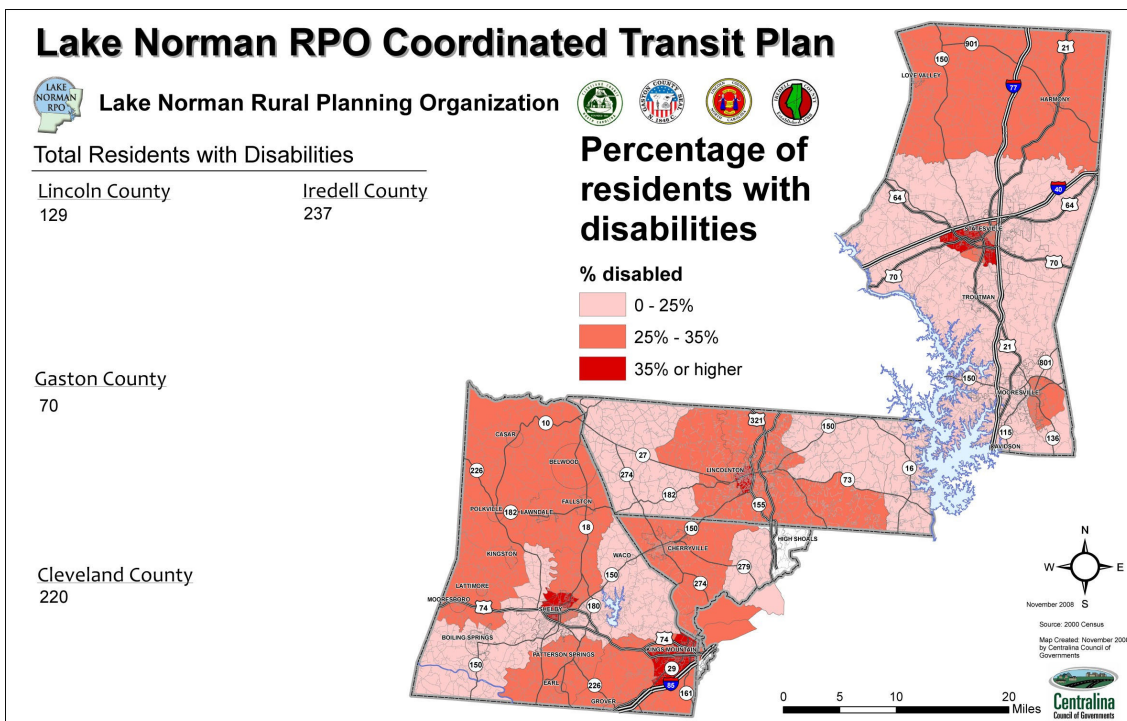 Lake Norman RPO Coordinated Transit Plan
LAKE
NORMAN
RPO
Lake Norman Rural Planning Organization
Total Residents with Disabilities
Lincoln County
129
Iredell County
237
Gaston County
70
Cleveland County
220
Percentage of
residents with
disabilities
% disabled
0 - 25%
25% - 35%
35% or higher
901
21
150
LOVE VALLEY
77
HARMONY
40
64
64
STATESVILLE
70
70
TROUTMAN
21
801
150
MOORESVILLE
115
136
DAVIDSON
321
10
150
CASAR
27
BELWOOD
226
274
LINCOLNTON
16
73
182
FALLSTON
155
POLKVILLE
182
LAWNDALE
18
150
HIGH SHOALS
KINGSTON
WACO
CHERRYVILLE
150
279
274
LATTIMORE
MOORESBORO
74
SHELBY
180
BOILING SPRINGS
74
KINGS MOUNTAIN
PATTERSON SPRINGS
150
29
EARL
226
85
161
GROVER
N
W
E
S
November 2008
Source: 2000 Census
Map Created: November 2008
by Centralina Council of
Governments
0 5 10 20
Miles
Centralina
Council of Governments